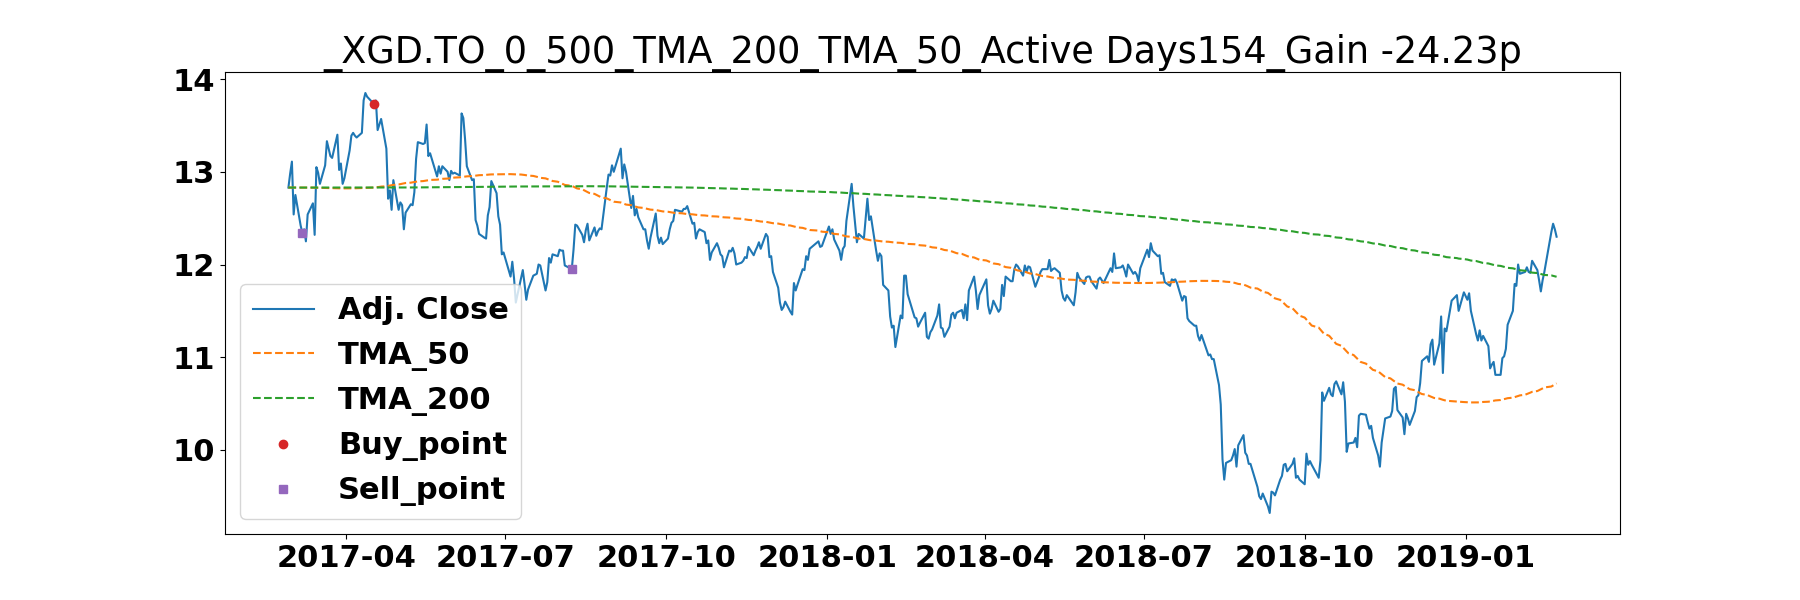 _XGD.TO_0_500_TMA_200_TMA_50_Active Days154_Gain -24.23p
14
13
12
11
10
Adj. Close
TMA_50
TMA_200
Buy_point
Sell_point
2017-04 2017-07 2017-10 2018-01 2018-04 2018-07 2018-10 2019-01